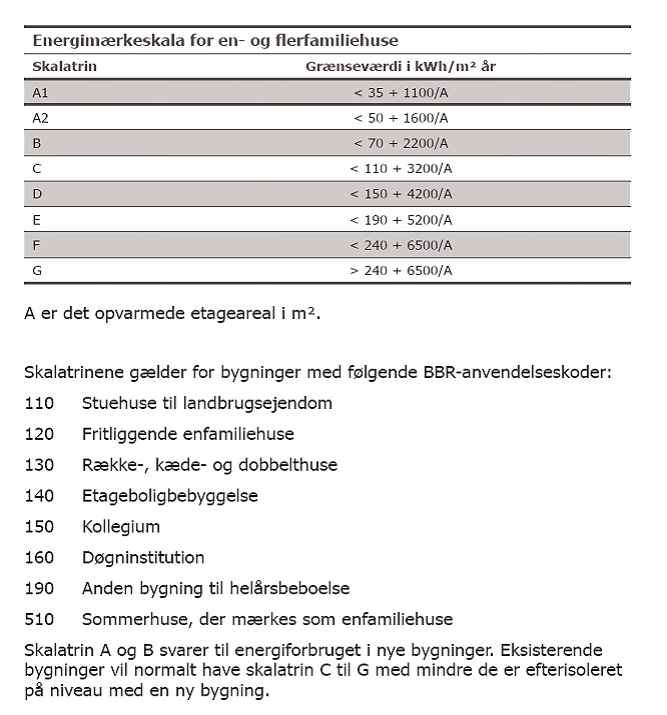 Energimærkeskala for en- og flerfamiliehuse
Skalatrin Grænseværdi i kWh/m² år
A1 < 35 + 1100/A
A2 < 50 + 1600/A
B < 70 + 2200/A
C < 110 + 3200/A
D < 150 + 4200/A
E < 190 + 5200/A
F < 240 + 6500/A
G > 240 + 6500/A
A er det opvarmede etageareal i m².
Skalatrinene gælder for bygninger med følgende BBR-anvendelseskoder:
110 Stuehuse til landbrugsejendom
120 Fritliggende enfamiliehuse
130 Række-, kæde- og dobbelthuse
140 Etageboligbebyggelse
150 Kollegium
160 Døgninstitution
190 Anden bygning til helårsbeboelse
510 Sommerhuse, der mærkes som enfamiliehuse
Skalatrin A og B svarer til energiforbruget i nye bygninger. Eksisterende
bygninger vil normalt have skalatrin C til G med mindre de er efterisoleret
på niveau med en ny bygning.